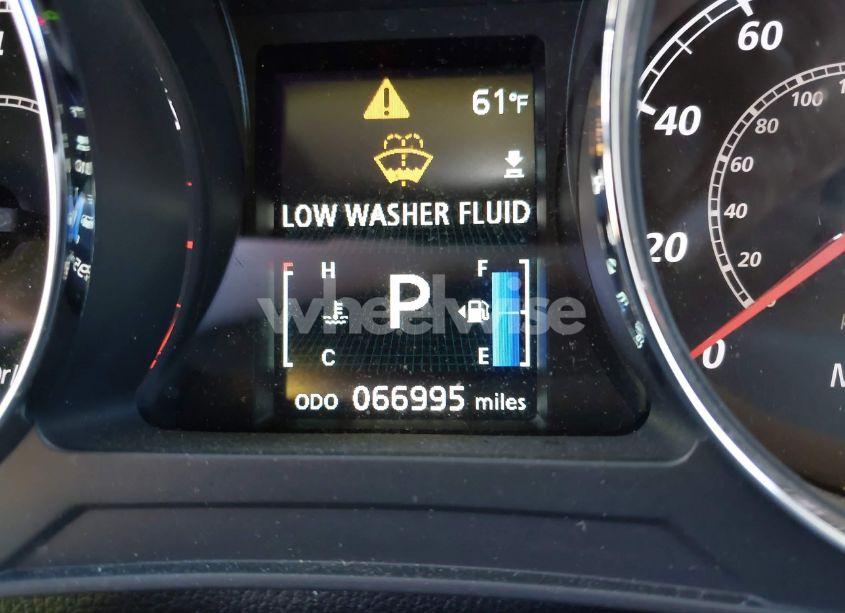 61°F
LOW WASHER FLUID
F H P F
C E
ODO 066995 miles
60
40
20
0
100
80
60
40
20
wheelwise